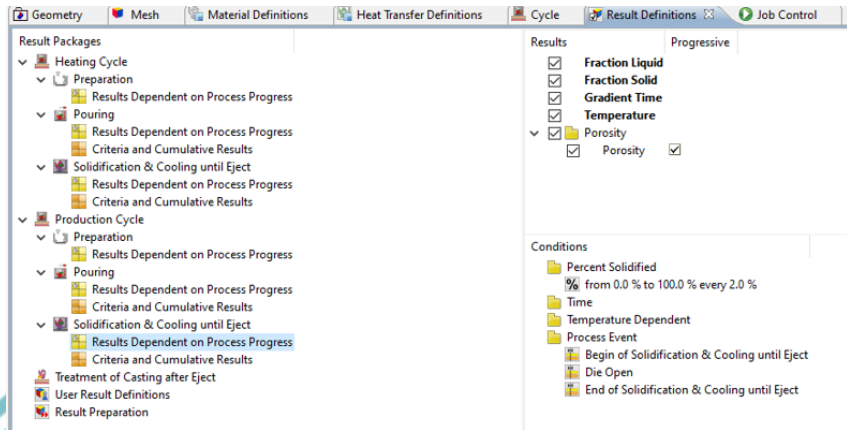 Geometry Mesh Material Definitions Heat Transfer Definitions Cycle Result Definitions Job Control
Result Packages
Heating Cycle
Preparation
Results Dependent on Process Progress
Pouring
Results Dependent on Process Progress
Criteria and Cumulative Results
Solidification & Cooling until Eject
Results Dependent on Process Progress
Criteria and Cumulative Results
Production Cycle
Preparation
Results Dependent on Process Progress
Pouring
Results Dependent on Process Progress
Criteria and Cumulative Results
Solidification & Cooling until Eject
Results Dependent on Process Progress
Criteria and Cumulative Results
Treatment of Casting after Eject
User Result Definitions
Result Preparation
Results Progressive
Fraction Liquid
Fraction Solid
Gradient Time
Temperature
Porosity
Porosity
Conditions
Percent Solidified
% from 0.0 % to 100.0 % every 2.0 %
Time
Temperature Dependent
Process Event
Begin of Solidification & Cooling until Eject
Die Open
End of Solidification & Cooling until Eject